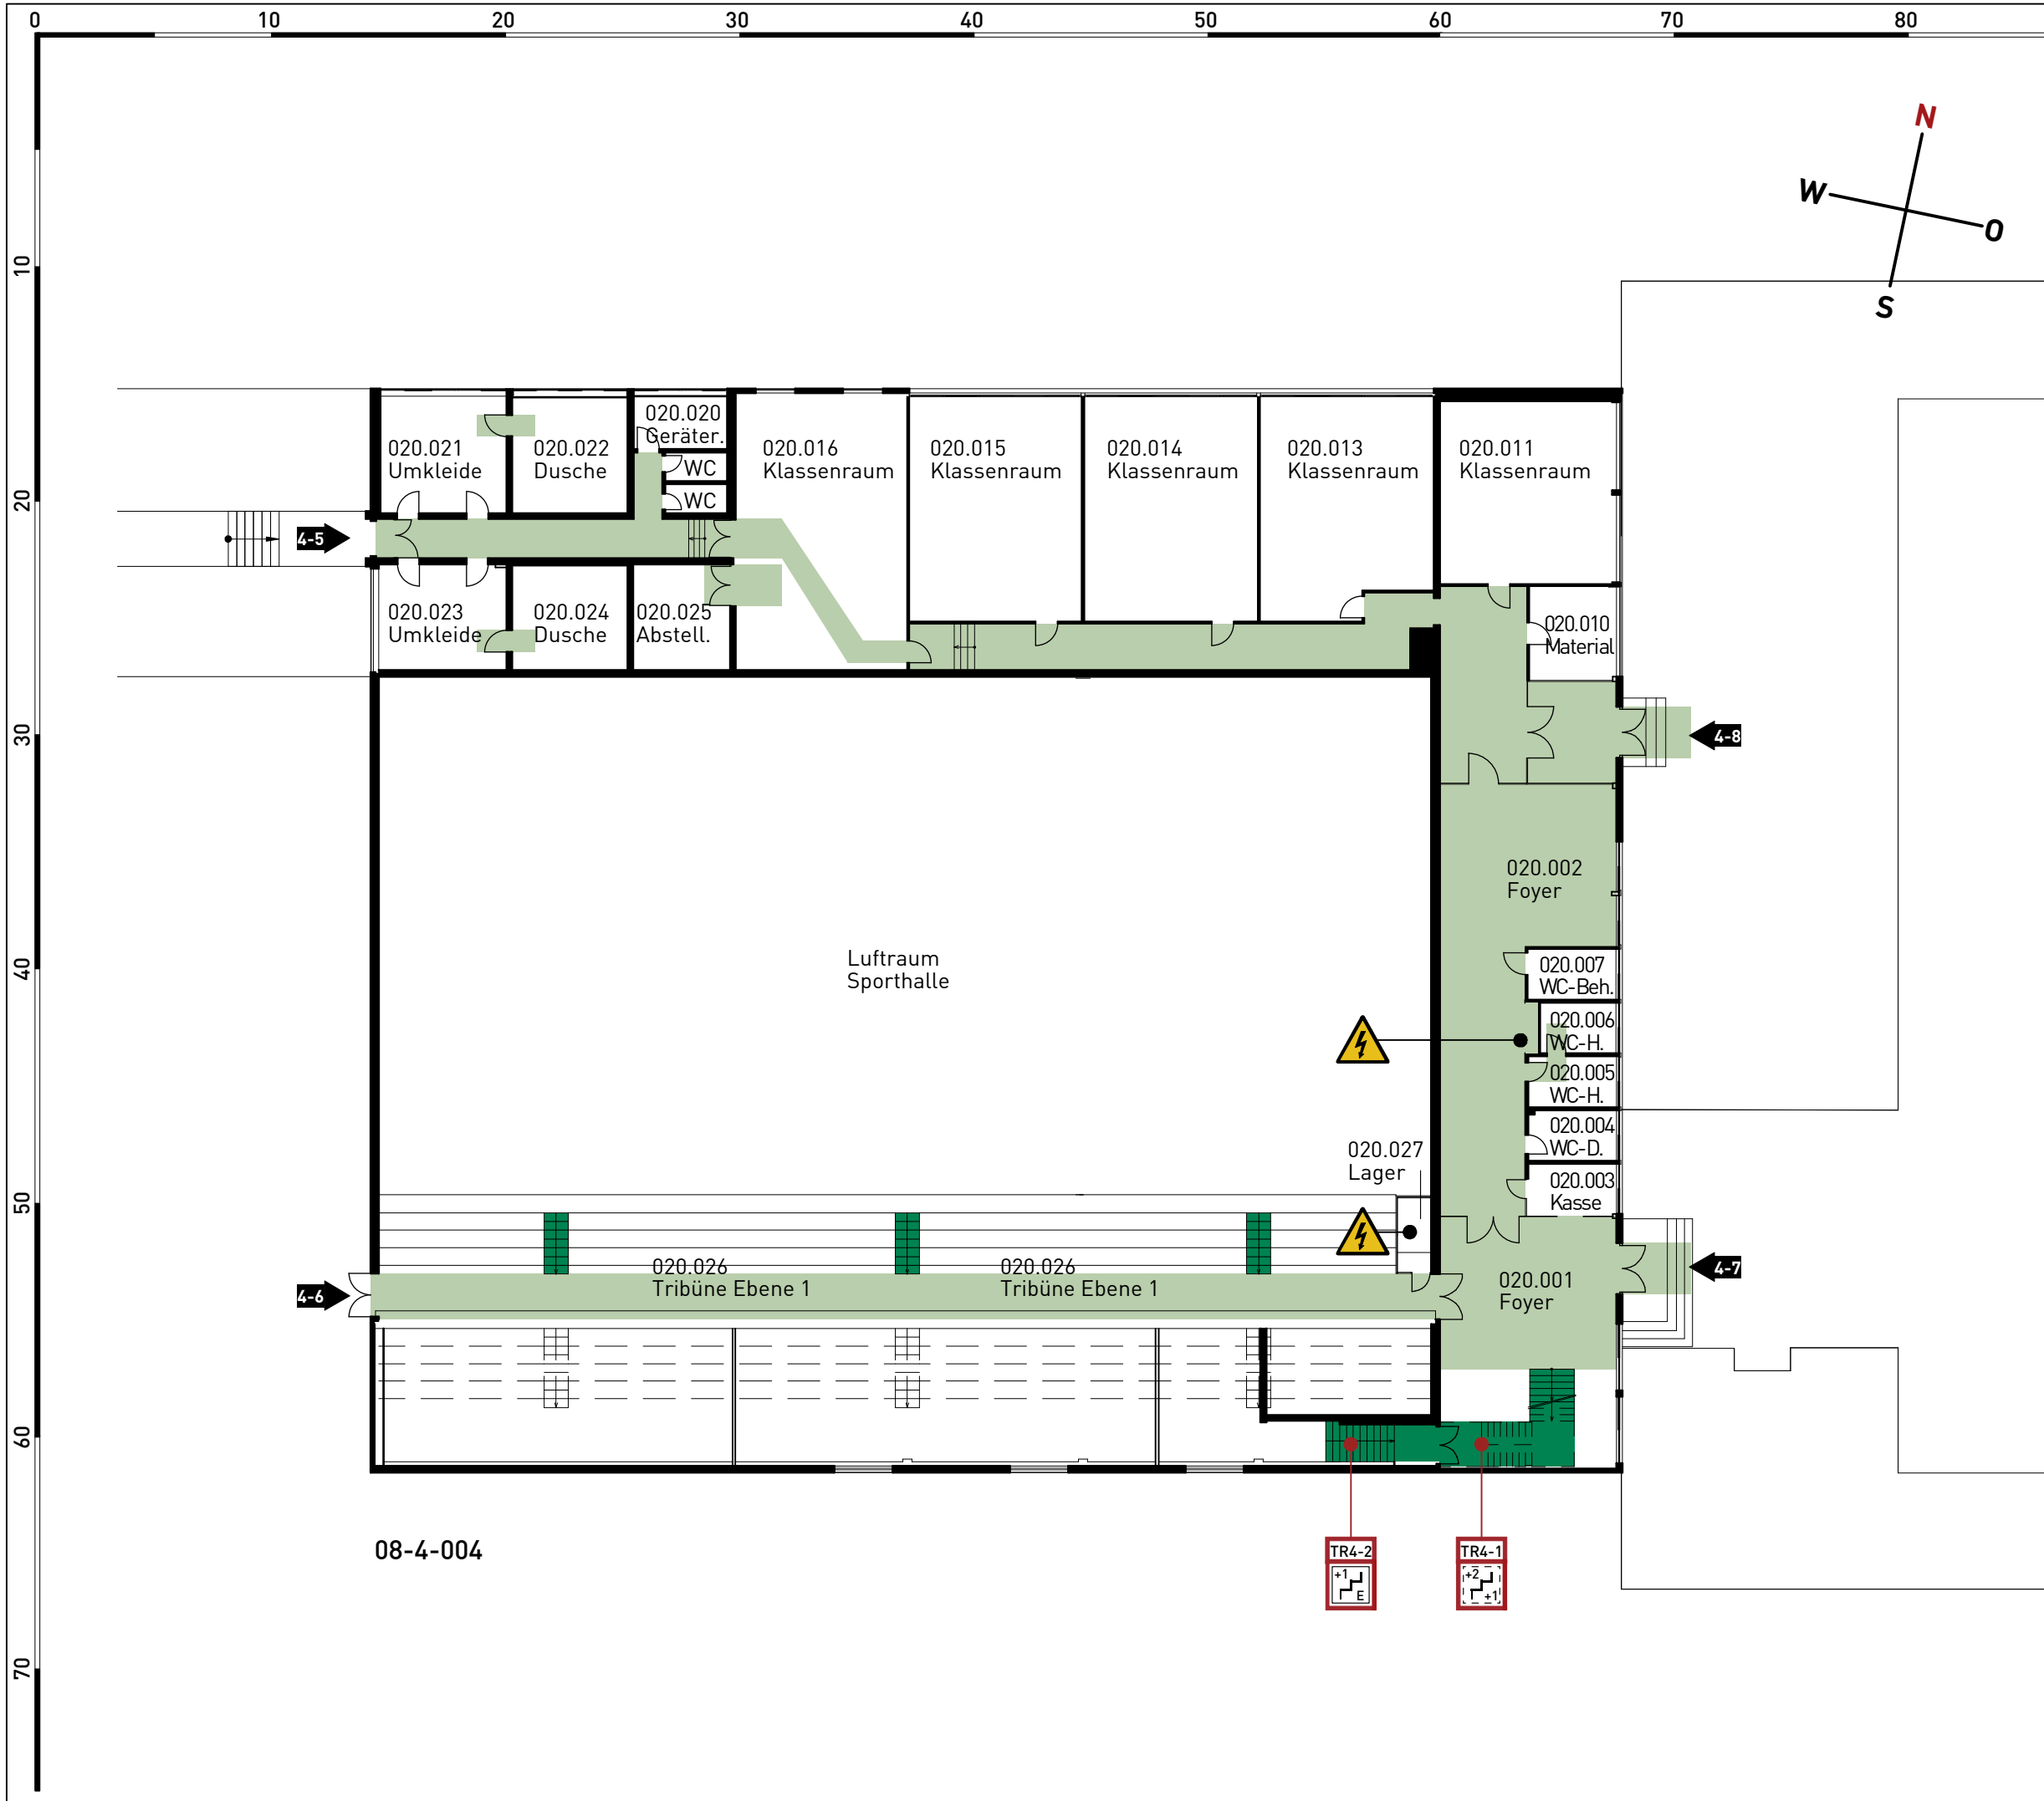 0 10 20 30 40 50 60 70 80
N
W
O
S
10
20
30
40
50
60
70
020.021
Umkleide
020.022
Dusche
020.020
Geräter.
WC
WC
020.016
Klassenraum
020.015
Klassenraum
020.014
Klassenraum
020.013
Klassenraum
020.011
Klassenraum
4-5
020.023
Umkleide
020.024
Dusche
020.025
Abstell.
020.010
Material
4-8
020.002
Foyer
Luftraum
Sporthalle
020.007
WC-Beh.
020.006
WC-H.
020.005
WC-H.
020.004
WC-D.
020.003
Kasse
020.027
Lager
020.026
Tribüne Ebene 1
020.026
Tribüne Ebene 1
020.001
Foyer
4-6
4-7
08-4-004
TR4-2
+1
E
TR4-1
+2
+1